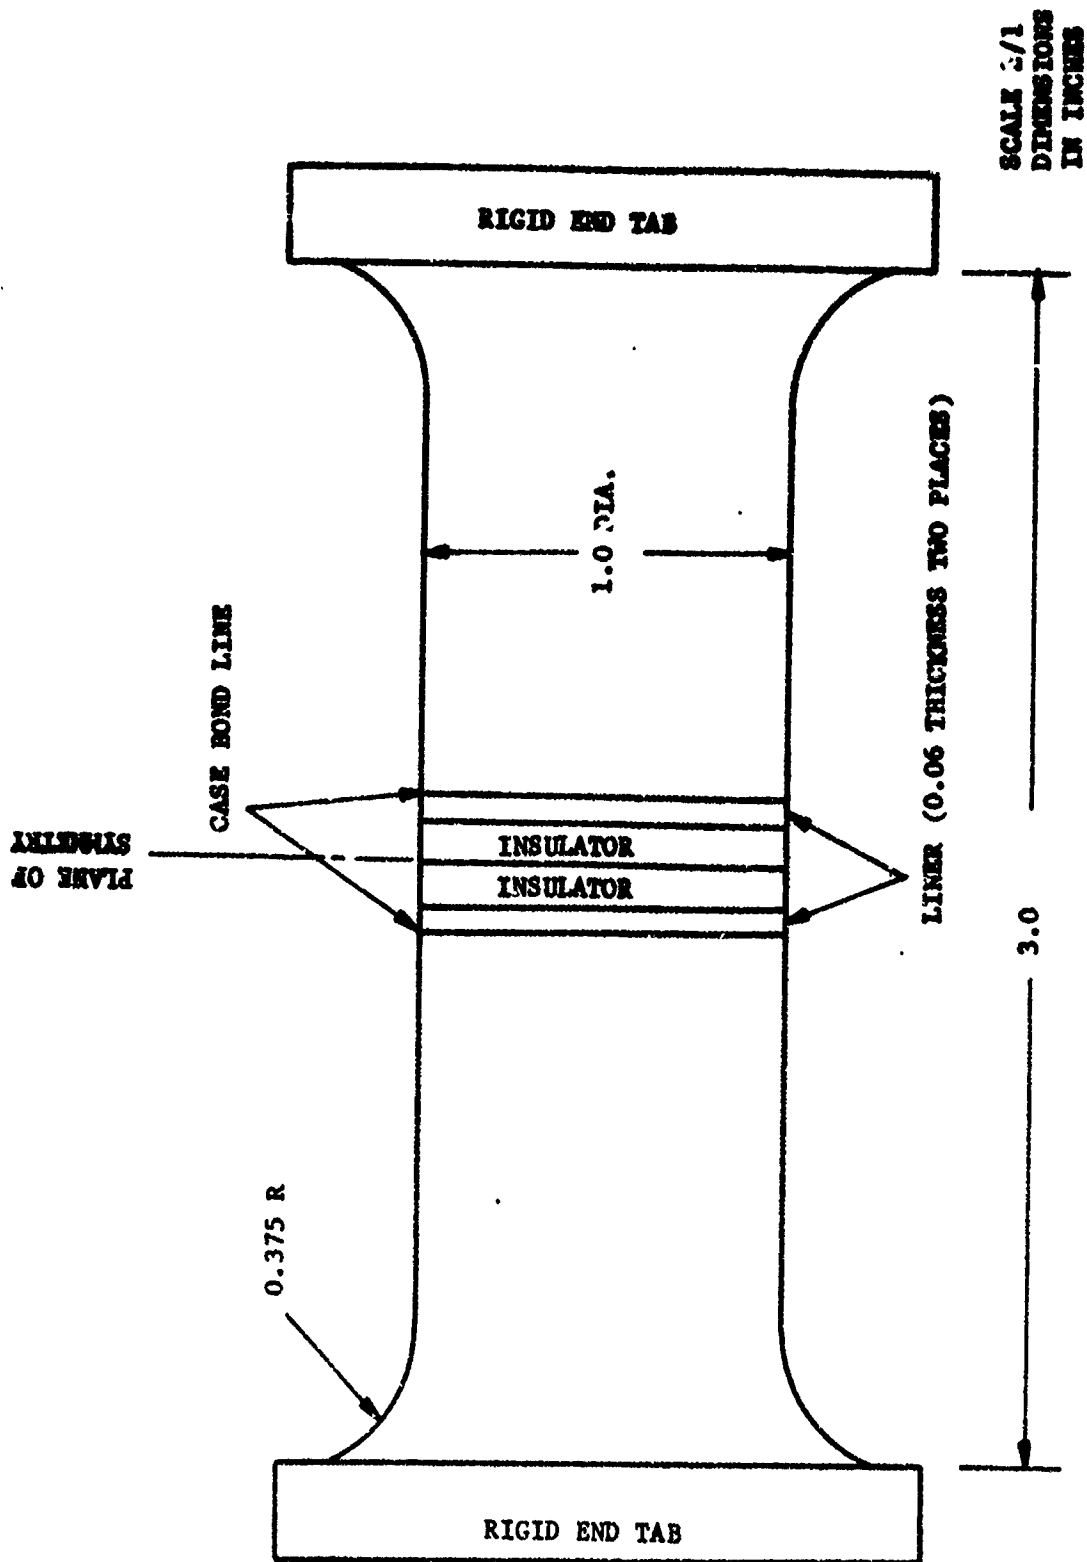 SCALE 2/1
DIMENSIONS
IN INCHES
RIGID END TAB
1.0 DIA.
CASE BOND LINE
PLANE OF
SYMMETRY
INSULATOR
INSULATOR
LINER (0.06 THICKNESS TWO PLACES)
3.0
0.375 R
RIGID END TAB